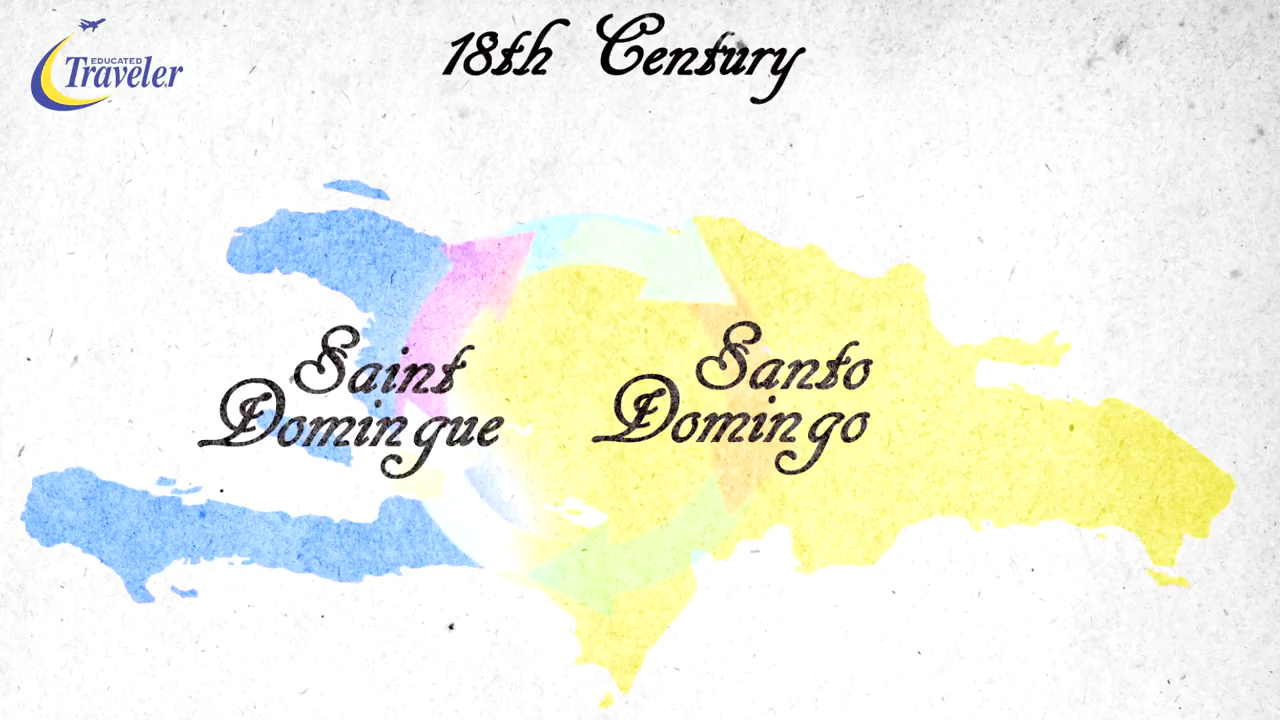 EDUCATED
Traveler
18th Century
Saint
Domingue
Santo
Domingo